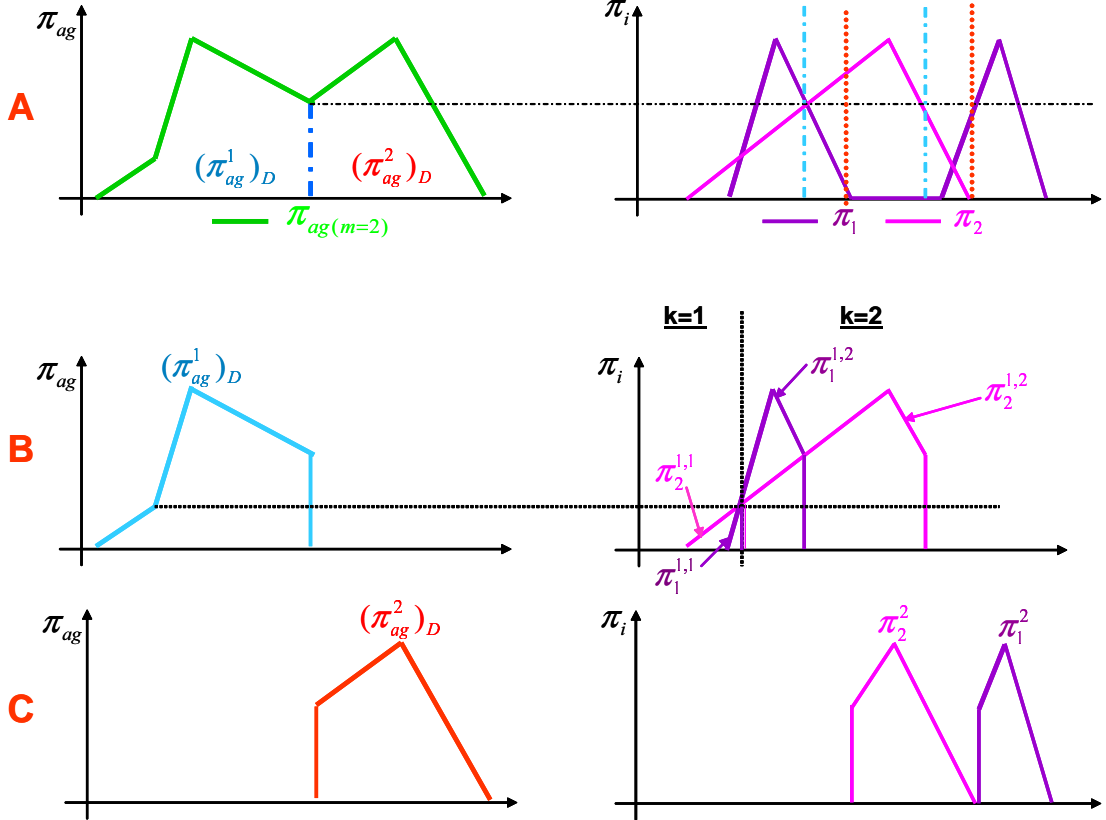 π_ag
π_i
A
(π_ag^1)_D
(π_ag^2)_D
π_ag(m=2)
π_1
π_2
k=1
k=2
π_ag
(π_ag^1)_D
π_i
π_1^1,2
π_2^1,2
B
π_2^1,1
π_1^1,1
π_ag
(π_ag^2)_D
π_i
π_2^2
π_1^2
C